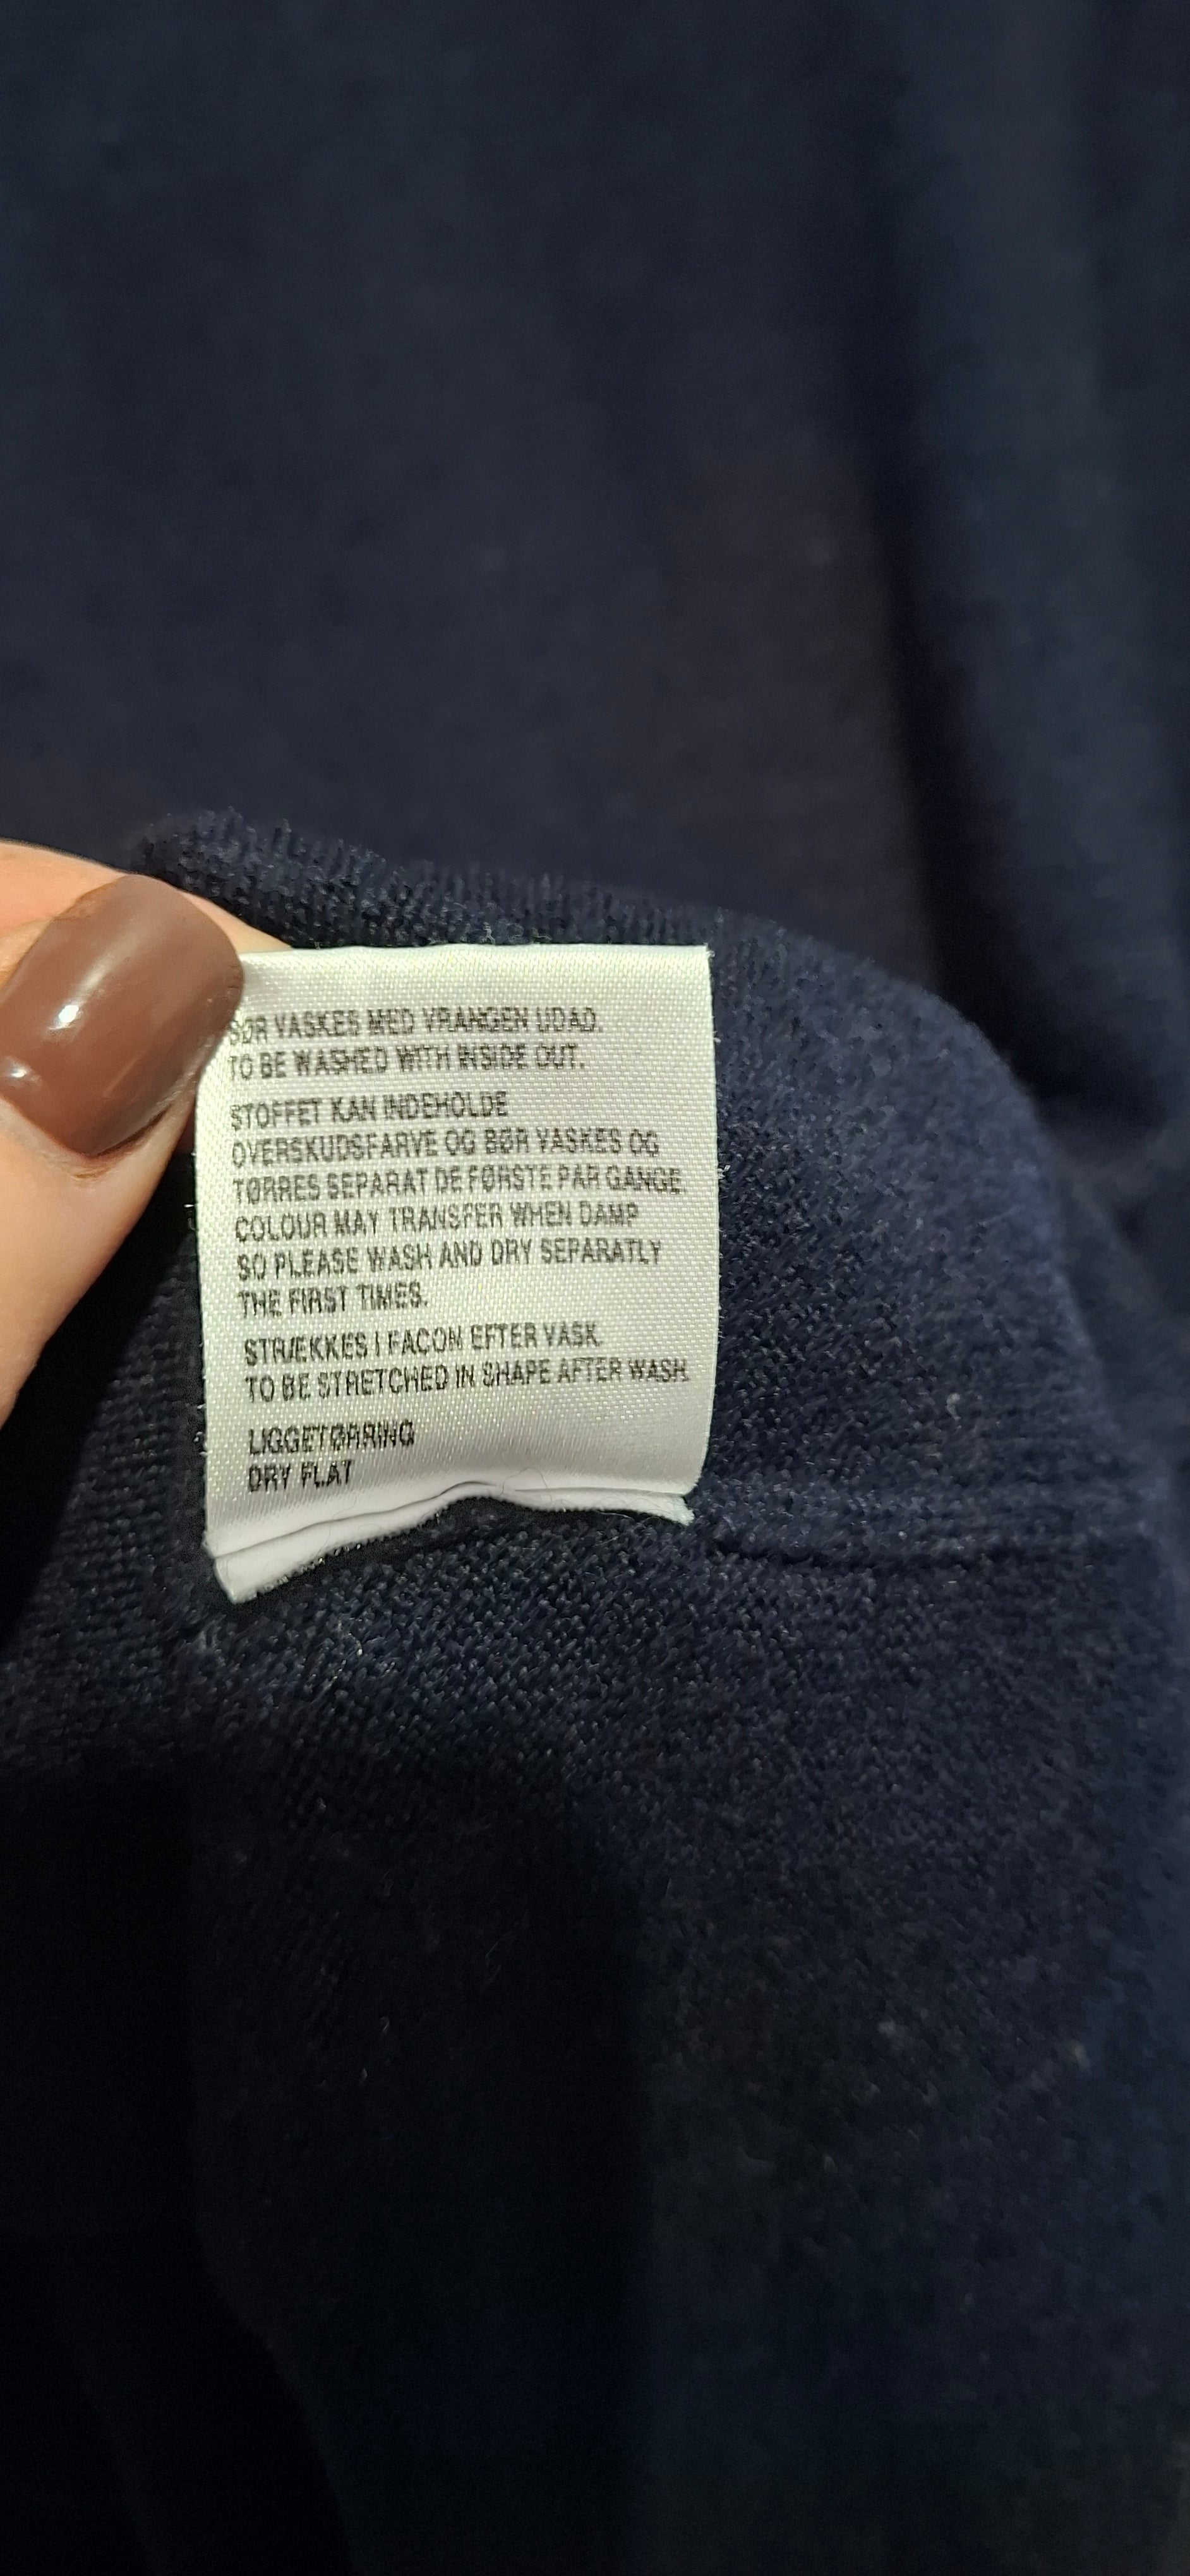 BØR VASKES MED VRANGEN UDAD.
TO BE WASHED WITH INSIDE OUT.
STOFFET KAN INDEHOLDE
OVERSKUDSFARVE OG BØR VASKES OG
TØRRES SEPARAT DE FØRSTE PAR GANGE
COLOUR MAY TRANSFER WHEN DAMP
SO PLEASE WASH AND DRY SEPARATLY
THE FIRST TIMES.
STRÆKKES I FACON EFTER VASK.
TO BE STRETCHED IN SHAPE AFTER WASH.
LIGGETØRRING
DRY FLAT